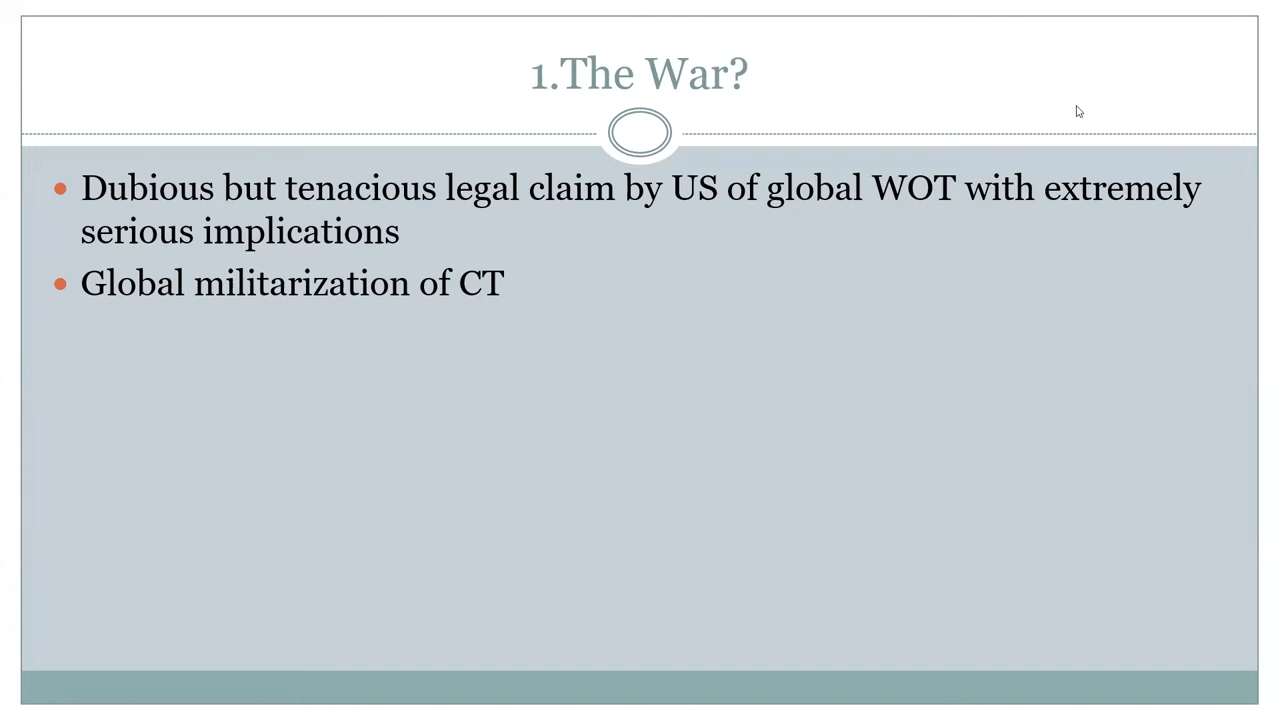 1.The War?
• Dubious but tenacious legal claim by US of global WOT with extremely
serious implications
• Global militarization of CT